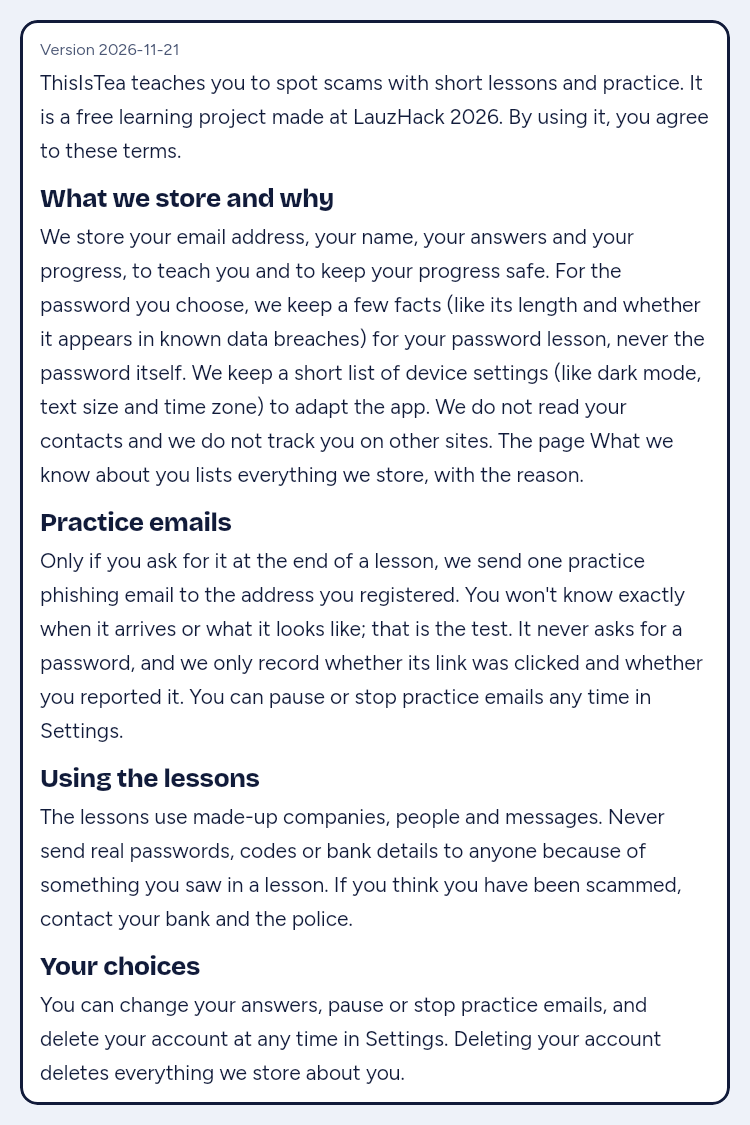 Version 2026-11-21
ThisIsTea teaches you to spot scams with short lessons and practice. It
is a free learning project made at LauzHack 2026. By using it, you agree
to these terms.
What we store and why
We store your email address, your name, your answers and your
progress, to teach you and to keep your progress safe. For the
password you choose, we keep a few facts (like its length and whether
it appears in known data breaches) for your password lesson, never the
password itself. We keep a short list of device settings (like dark mode,
text size and time zone) to adapt the app. We do not read your
contacts and we do not track you on other sites. The page What we
know about you lists everything we store, with the reason.
Practice emails
Only if you ask for it at the end of a lesson, we send one practice
phishing email to the address you registered. You won't know exactly
when it arrives or what it looks like; that is the test. It never asks for a
password, and we only record whether its link was clicked and whether
you reported it. You can pause or stop practice emails any time in
Settings.
Using the lessons
The lessons use made-up companies, people and messages. Never
send real passwords, codes or bank details to anyone because of
something you saw in a lesson. If you think you have been scammed,
contact your bank and the police.
Your choices
You can change your answers, pause or stop practice emails, and
delete your account at any time in Settings. Deleting your account
deletes everything we store about you.